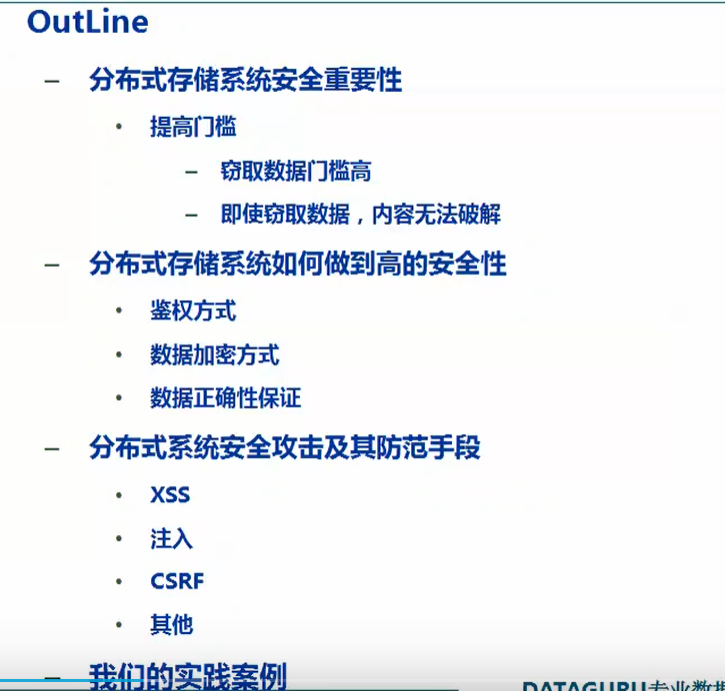 OutLine
– 分布式存储系统安全重要性
• 提高门槛
– 窃取数据门槛高
– 即使窃取数据，内容无法破解
– 分布式存储系统如何做到高的安全性
• 鉴权方式
• 数据加密方式
• 数据正确性保证
– 分布式系统安全攻击及其防范手段
• XSS
• 注入
• CSRF
• 其他
– 我们的实践案例
DATAGURU专业数据